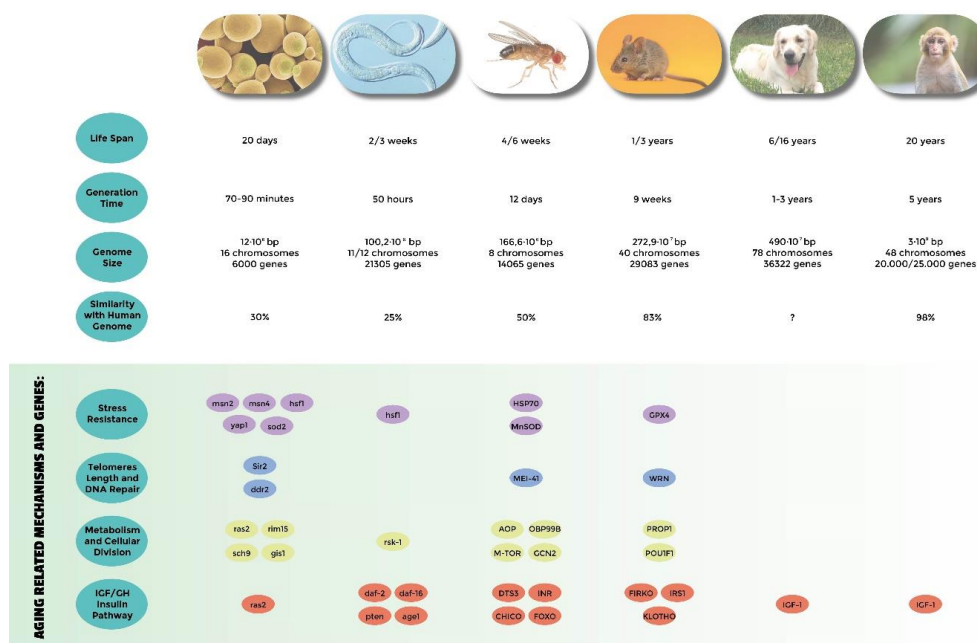 Life Span
20 days
2/3 weeks
4/6 weeks
1/3 years
6/16 years
20 years
Generation
Time
70-90 minutes
50 hours
12 days
9 weeks
1-3 years
5 years
Genome
Size
12·10⁶ bp
16 chromosomes
6000 genes
100,2·10⁶ bp
11/12 chromosomes
21305 genes
166,6·10⁶ bp
8 chromosomes
14065 genes
272,9·10⁷ bp
40 chromosomes
29083 genes
490·10⁷ bp
78 chromosomes
36322 genes
3·10⁹ bp
48 chromosomes
20.000/25.000 genes
Similarity
with Human
Genome
30%
25%
50%
83%
?
98%
AGING RELATED MECHANISMS AND GENES:
Stress
Resistance
msn2
msn4
hsf1
yap1
sod2
hsf1
HSP70
MnSOD
GPX4
Telomeres
Length and
DNA Repair
Sir2
ddr2
MEI-41
WRN
Metabolism
and Cellular
Division
ras2
rim15
sch9
gis1
rsk-1
AOP
OBP99B
M-TOR
GCN2
PROP1
POU1F1
IGF/GH
Insulin
Pathway
ras2
daf-2
daf-16
pten
age1
DTS3
INR
CHICO
FOXO
FIRKO
IRS1
KLOTHO
IGF-1
IGF-1